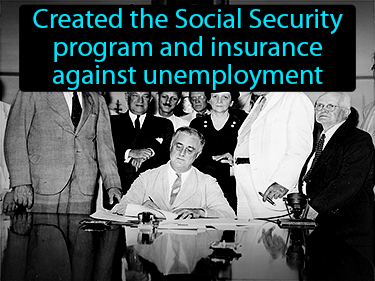 Created the Social Security
program and insurance
against unemployment